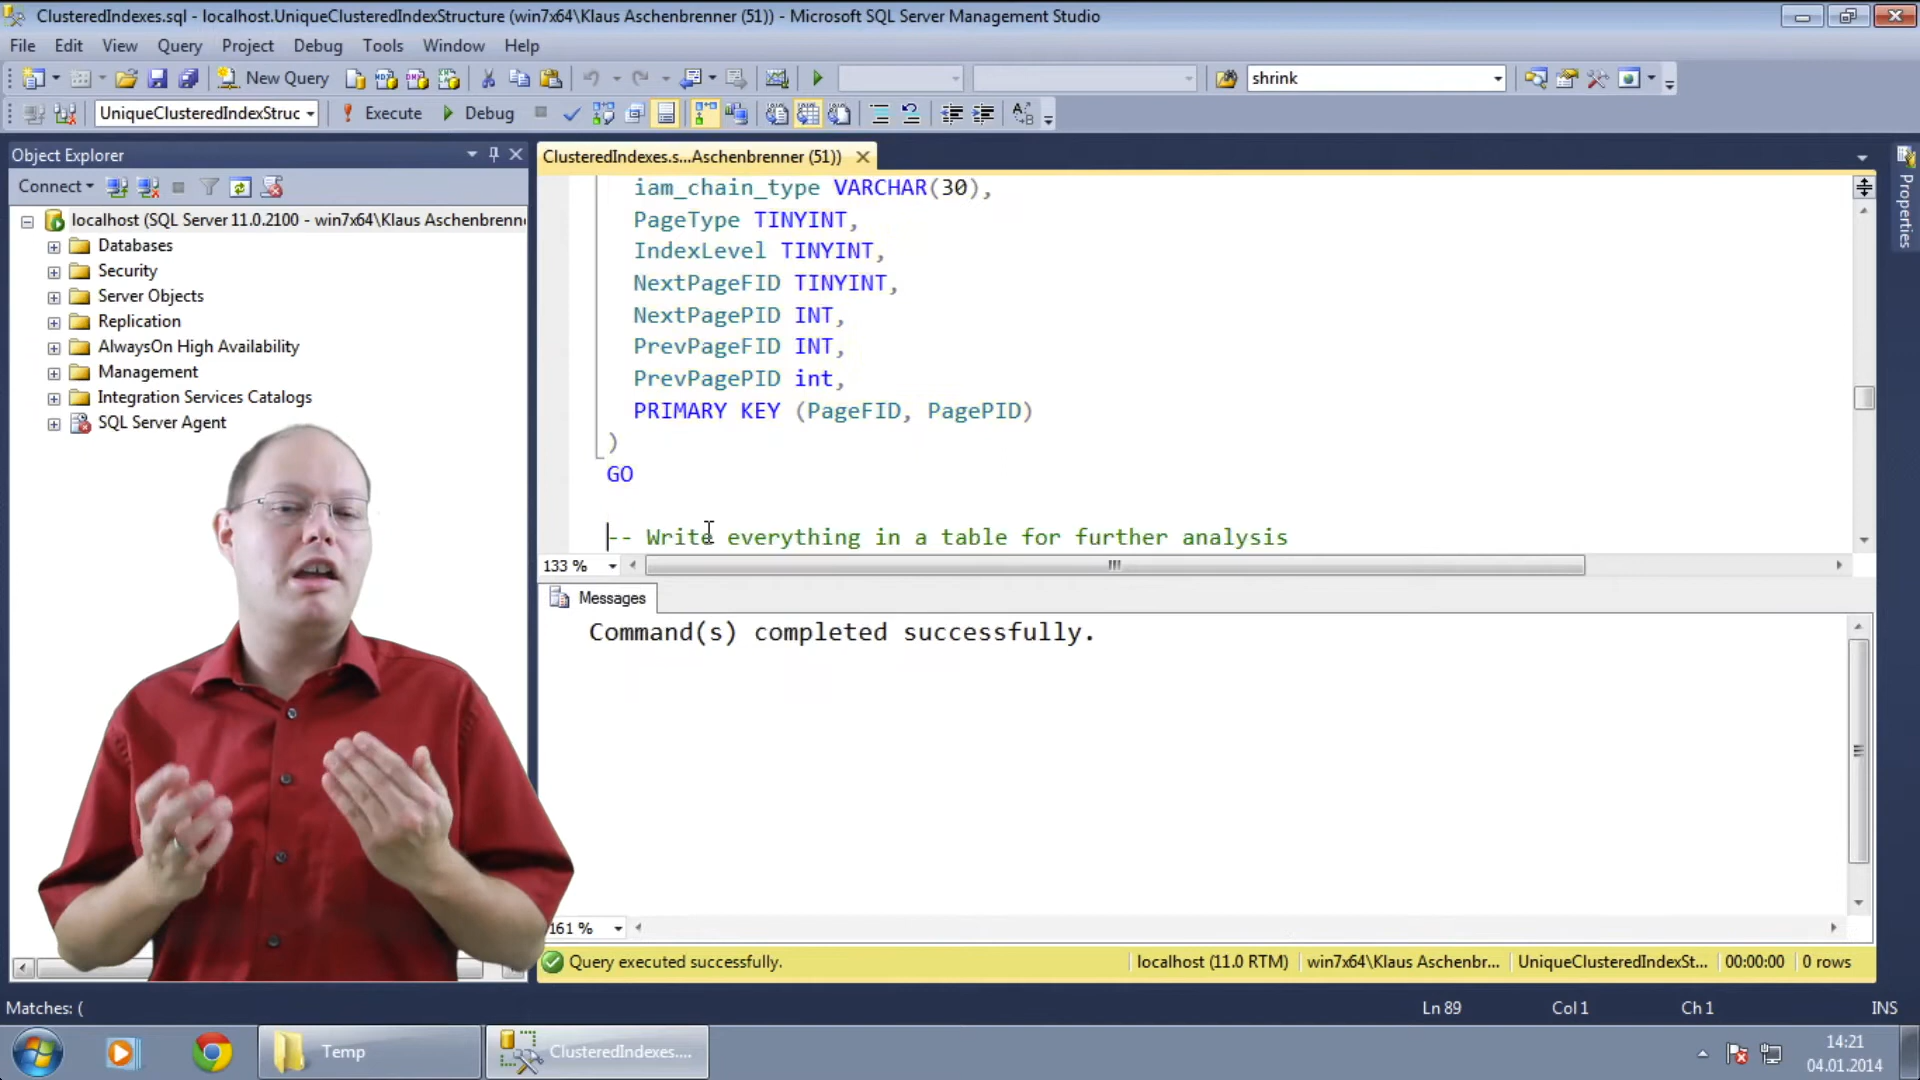 ClusteredIndexes.sql - localhost.UniqueClusteredIndexStructure (win7x64\Klaus Aschenbrenner (51)) - Microsoft SQL Server Management Studio
File Edit View Query Project Debug Tools Window Help
New Query shrink
UniqueClusteredIndexStruc Execute Debug
Object Explorer
Connect
localhost (SQL Server 11.0.2100 - win7x64\Klaus Aschenbrenn
Databases
Security
Server Objects
Replication
AlwaysOn High Availability
Management
Integration Services Catalogs
SQL Server Agent
ClusteredIndexes.s...Aschenbrenner (51))
Properties
iam_chain_type VARCHAR(30),
PageType TINYINT,
IndexLevel TINYINT,
NextPageFID TINYINT,
NextPagePID INT,
PrevPageFID INT,
PrevPagePID int,
PRIMARY KEY (PageFID, PagePID)
)
GO
-- Write everything in a table for further analysis
133 %
Messages
Command(s) completed successfully.
161 %
Query executed successfully. localhost (11.0 RTM) win7x64\Klaus Aschenbr... UniqueClusteredIndexSt... 00:00:00 0 rows
Matches: ( Ln 89 Col 1 Ch 1 INS
Temp ClusteredIndexes....
14:21
04.01.2014